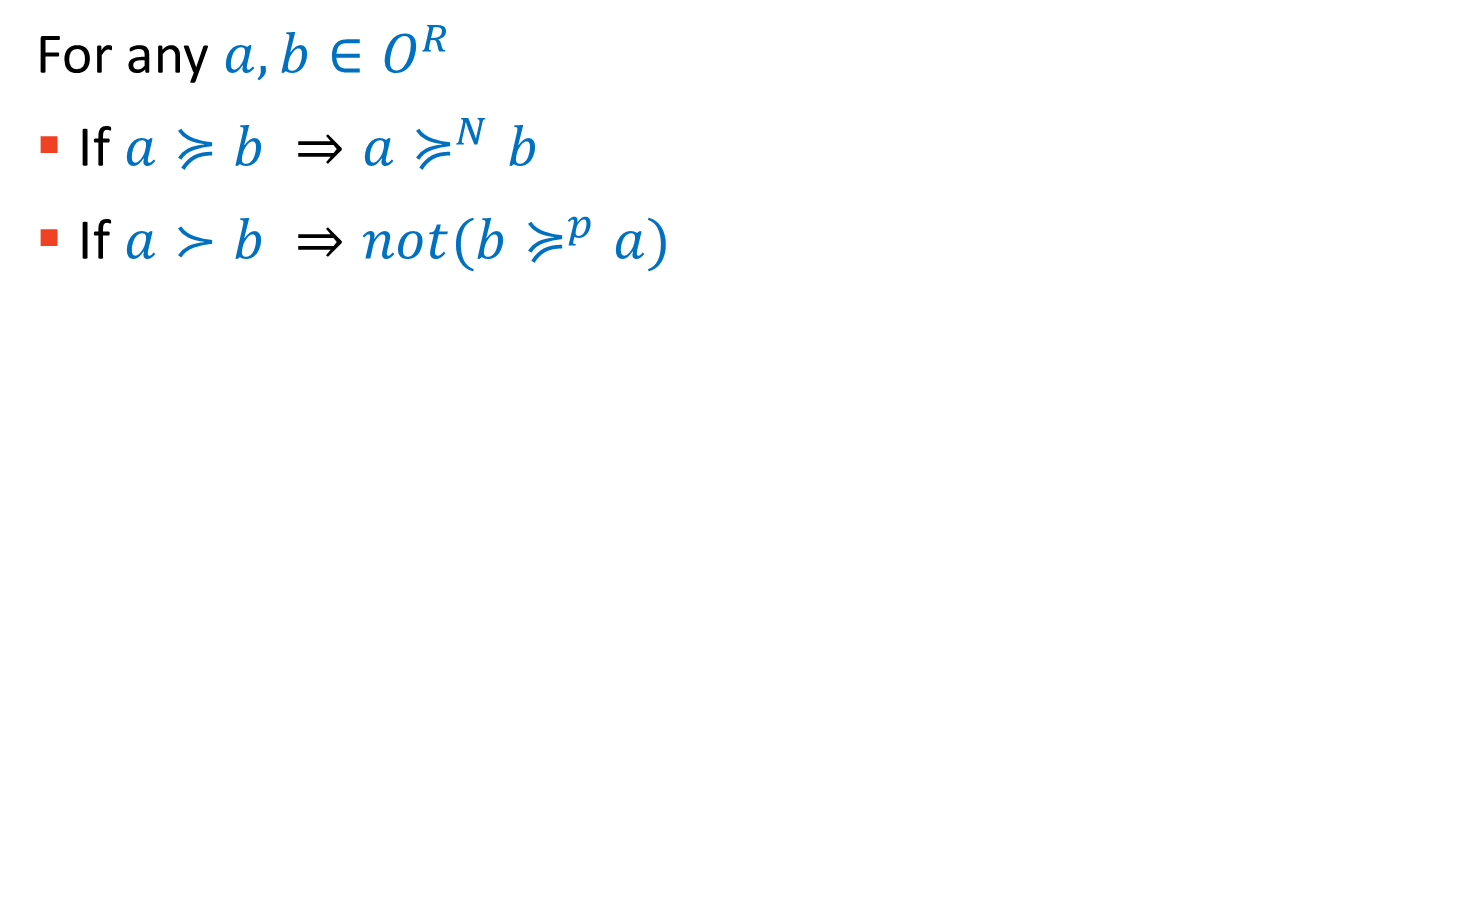 For any a, b ∈ O^R
▪ If a ≽ b ⇒ a ≽^N b
▪ If a ≻ b ⇒ not(b ≽^p a)